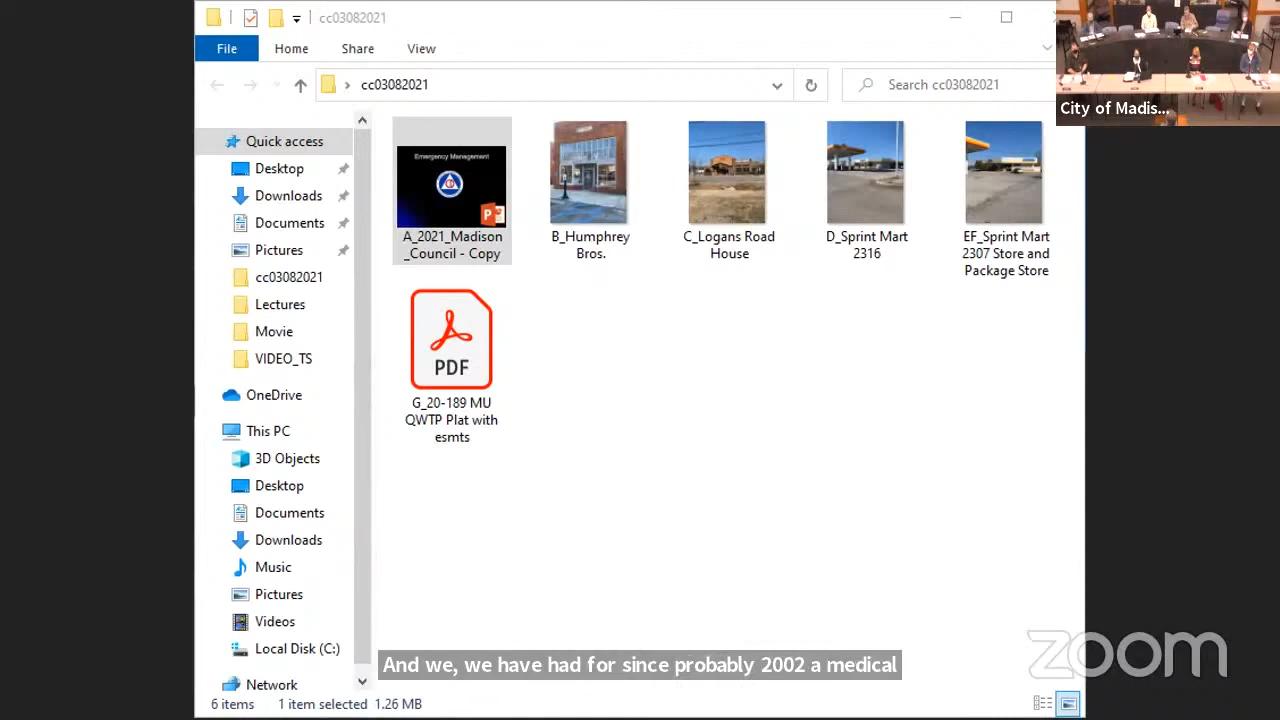 cc03082021
File
Home
Share
View
cc03082021
Search cc03082021
City of Madis...
Quick access
Desktop
Downloads
Documents
Pictures
cc03082021
Lectures
Movie
VIDEO_TS
OneDrive
This PC
3D Objects
Desktop
Documents
Downloads
Music
Pictures
Videos
Local Disk (C:)
Network
Emergency Management
A_2021_Madison
_Council - Copy
B_Humphrey
Bros.
C_Logans Road
House
D_Sprint Mart
2316
EF_Sprint Mart
2307 Store and
Package Store
PDF
G_20-189 MU
QWTP Plat with
esmts
And we, we have had for since probably 2002 a medical
zoom
6 items
1 item selected 1.26 MB